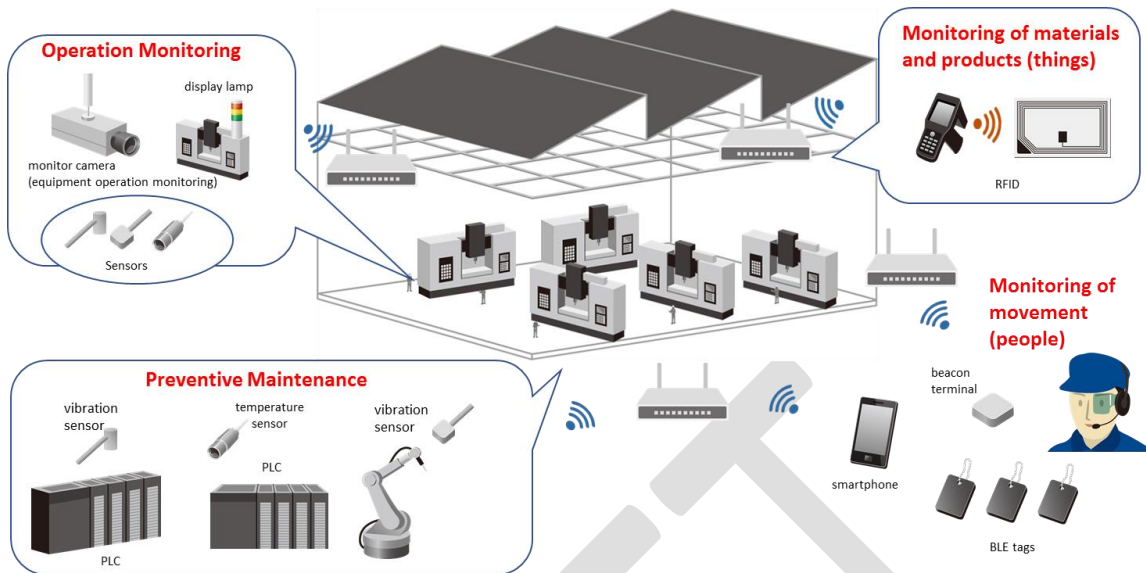 Operation Monitoring
display lamp
monitor camera
(equipment operation monitoring)
Sensors
Monitoring of materials
and products (things)
RFID
Monitoring of
movement
(people)
beacon
terminal
smartphone
BLE tags
Preventive Maintenance
vibration
sensor
PLC
temperature
sensor
PLC
vibration
sensor